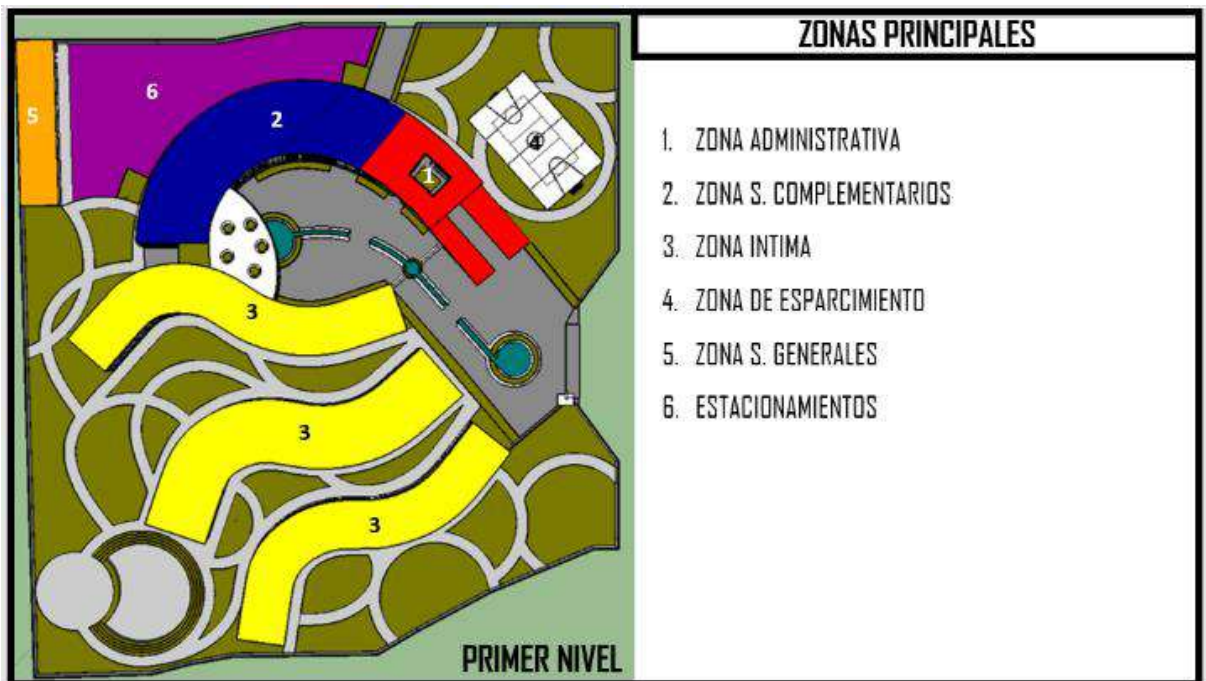 ZONAS PRINCIPALES
1. ZONA ADMINISTRATIVA
2. ZONA S. COMPLEMENTARIOS
3. ZONA INTIMA
4. ZONA DE ESPARCIMIENTO
5. ZONA S. GENERALES
6. ESTACIONAMIENTOS
6
2
5
4
1
3
3
3
PRIMER NIVEL